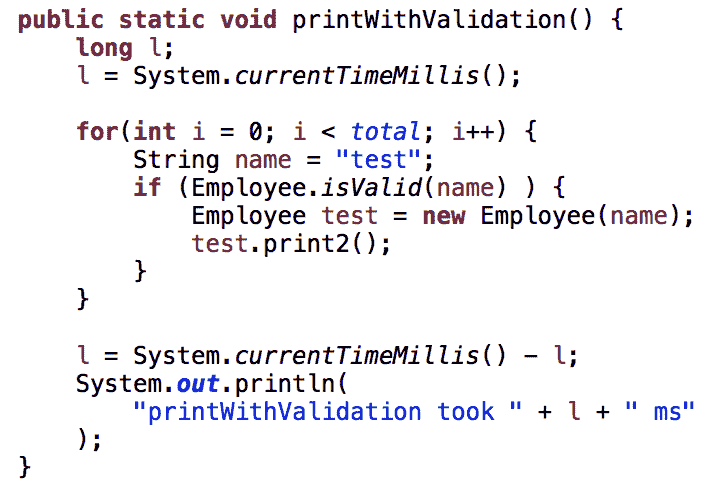 public static void printWithValidation() {
    long l;
    l = System.currentTimeMillis();

    for(int i = 0; i < total; i++) {
        String name = "test";
        if (Employee.isValid(name) ) {
            Employee test = new Employee(name);
            test.print2();
        }
    }

    l = System.currentTimeMillis() - l;
    System.out.println(
        "printWithValidation took " + l + " ms"
    );
}